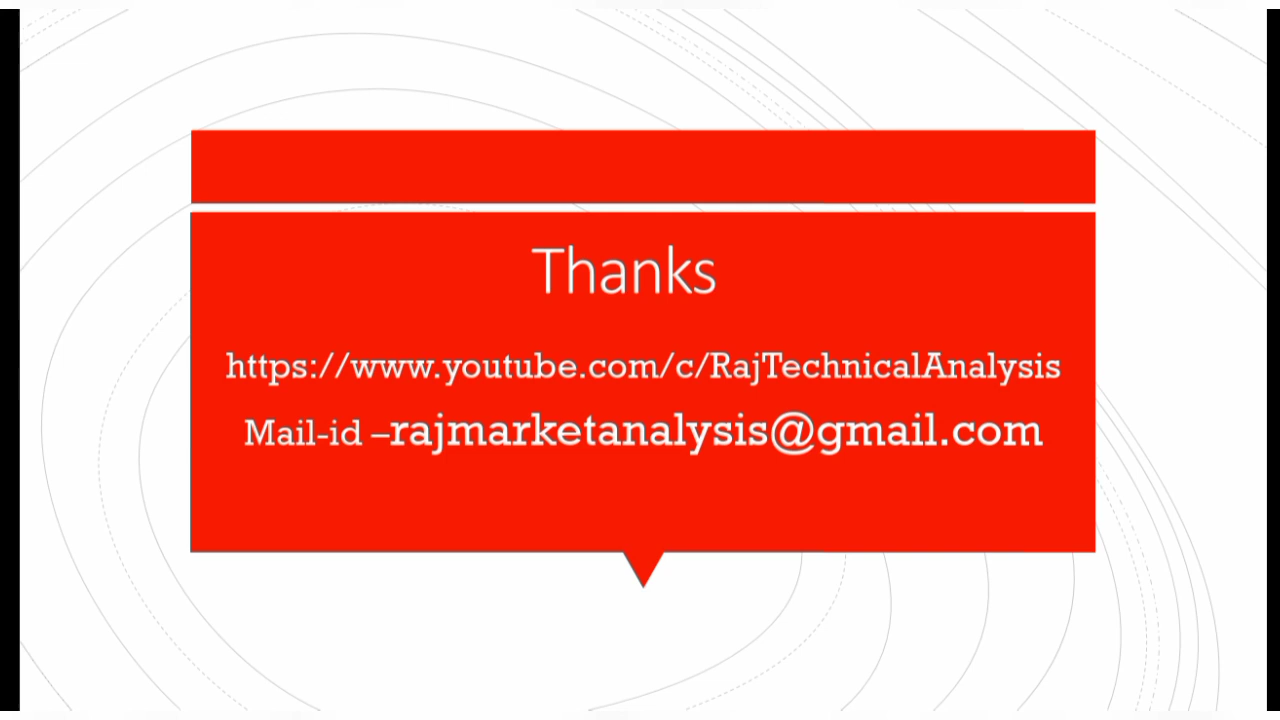 Thanks
https://www.youtube.com/c/RajTechnicalAnalysis
Mail-id –rajmarketanalysis@gmail.com